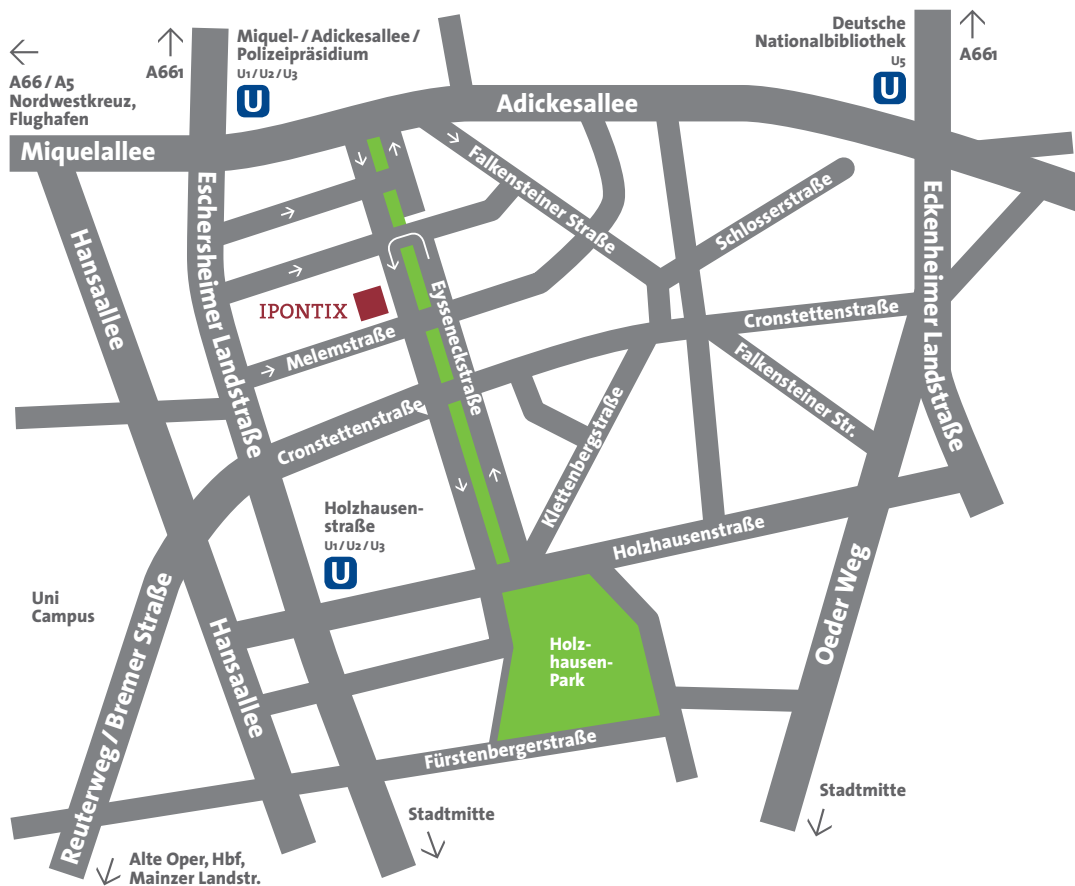 Deutsche
Nationalbibliothek
U5
U
A661
Miquel- / Adickesallee /
Polizeipräsidium
U1 / U2 / U3
U
A661
A66 / A5
Nordwestkreuz,
Flughafen
Adickesallee
Miquelallee
Falkensteiner Straße
Schlosserstraße
Eschersheimer Landstraße
Eckenheimer Landstraße
Hansaallee
Eysseneckstraße
IPONTIX
Cronstettenstraße
Melemstraße
Falkensteiner Str.
Cronstettenstraße
Klettenbergstraße
Holzhausen-
straße
U1 / U2 / U3
U
Holzhausenstraße
Uni
Campus
Oeder Weg
Reuterweg / Bremer Straße
Hansaallee
Holz-
hausen-
Park
Fürstenbergerstraße
Stadtmitte
Stadtmitte
Alte Oper, Hbf,
Mainzer Landstr.